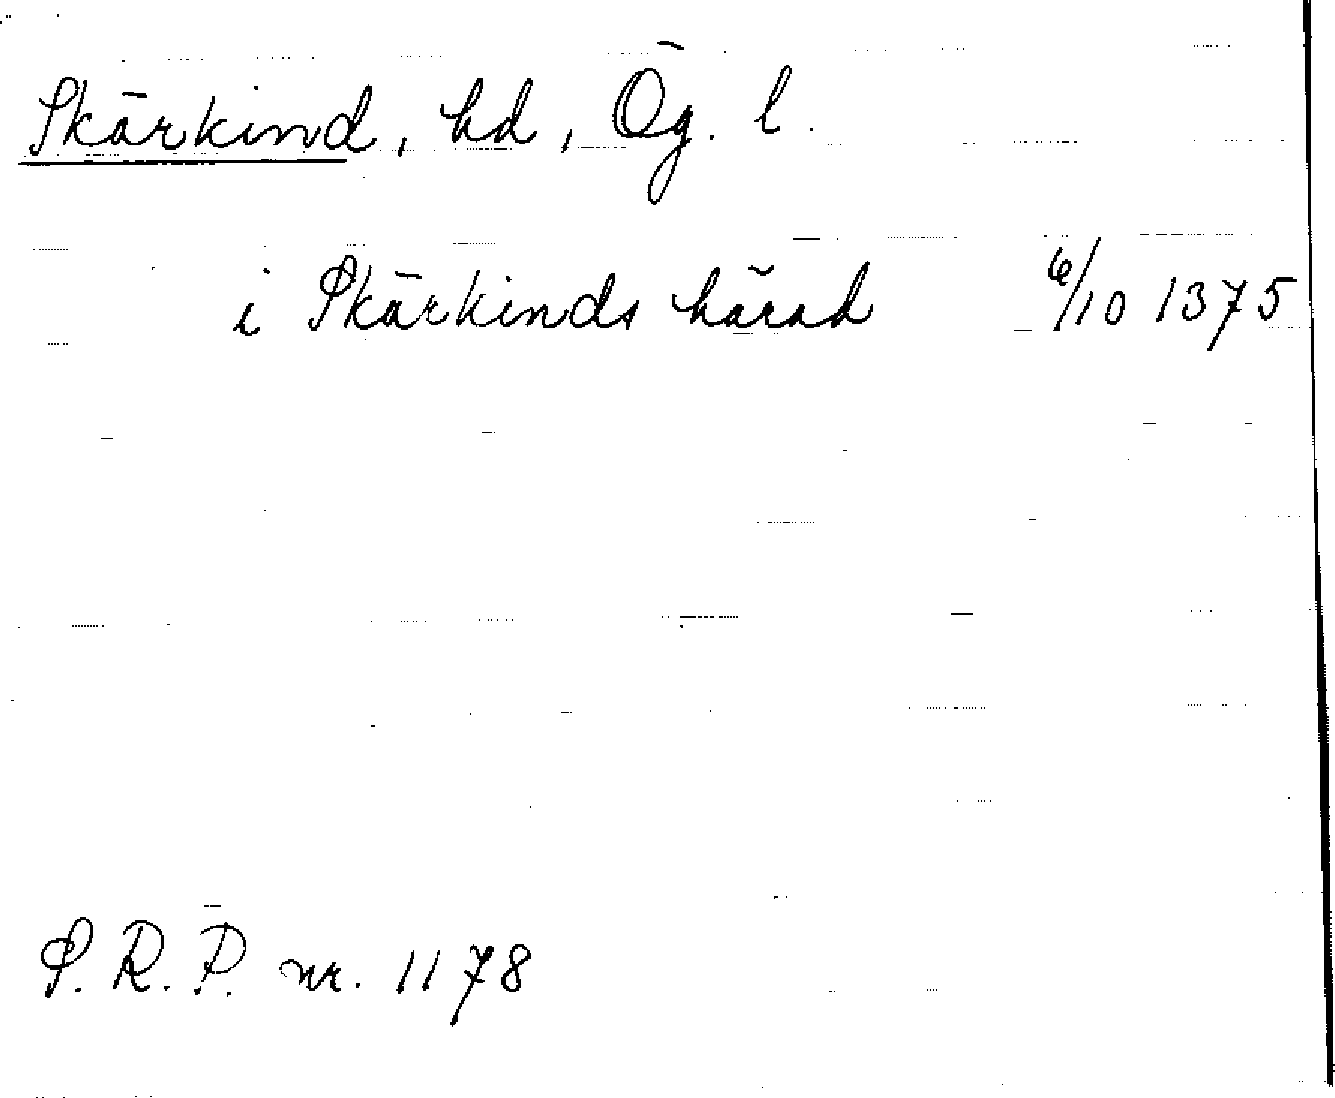 Skärkind, hd, Ög. l.
i Skärkinds härad 6/10 1375
S.R.P. nr. 1178